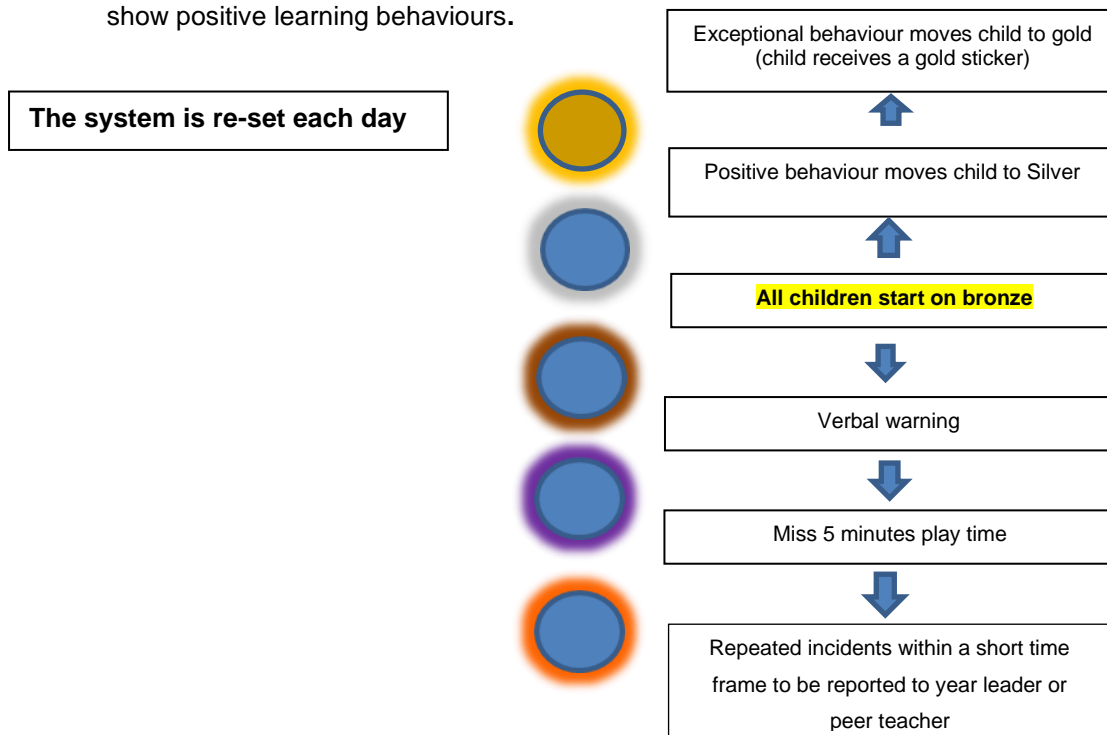 show positive learning behaviours.
The system is re-set each day
Exceptional behaviour moves child to gold
(child receives a gold sticker)
Positive behaviour moves child to Silver
All children start on bronze
Verbal warning
Miss 5 minutes play time
Repeated incidents within a short time
frame to be reported to year leader or
peer teacher